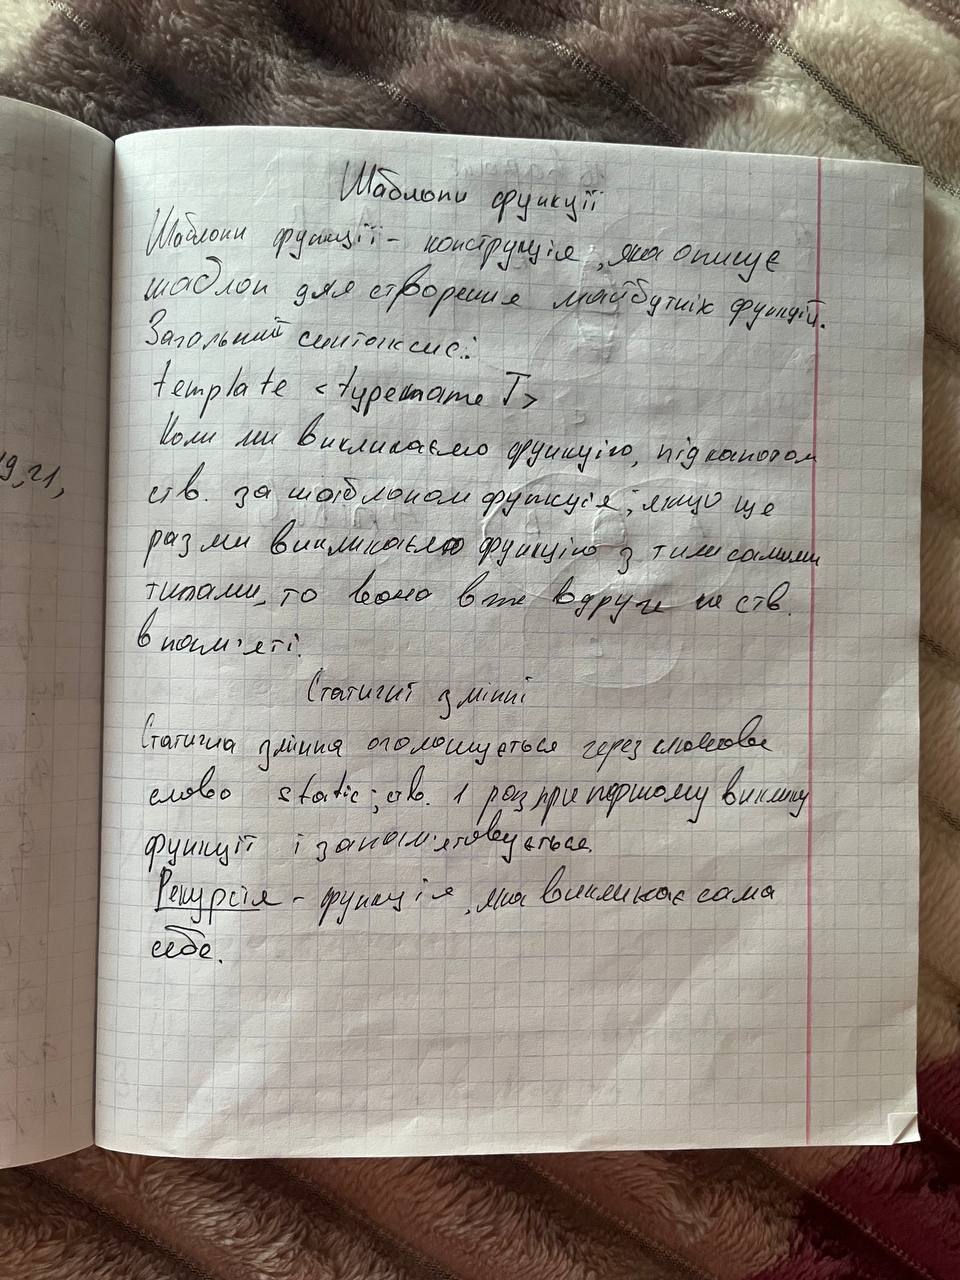 Шаблони функції
Шаблони функції - конструкція, яка описує
шаблон для створення майбутніх функцій.
Загальний синтаксис:
template <typename T>
Коли ми викликаємо функцію, під капотом
ств. за шаблоном функція; якщо ще
раз ми викликаємо функцію з тими самими
типами, то вона вже вдруге не ств.
в пам'яті.
19, 21,
Статичні змінні
Статична змінна оголошується через ключове
слово static; ств. 1 раз при першому виклику
функції і запам'ятовується.
Рекурсія - функція, яка викликає сама
себе.